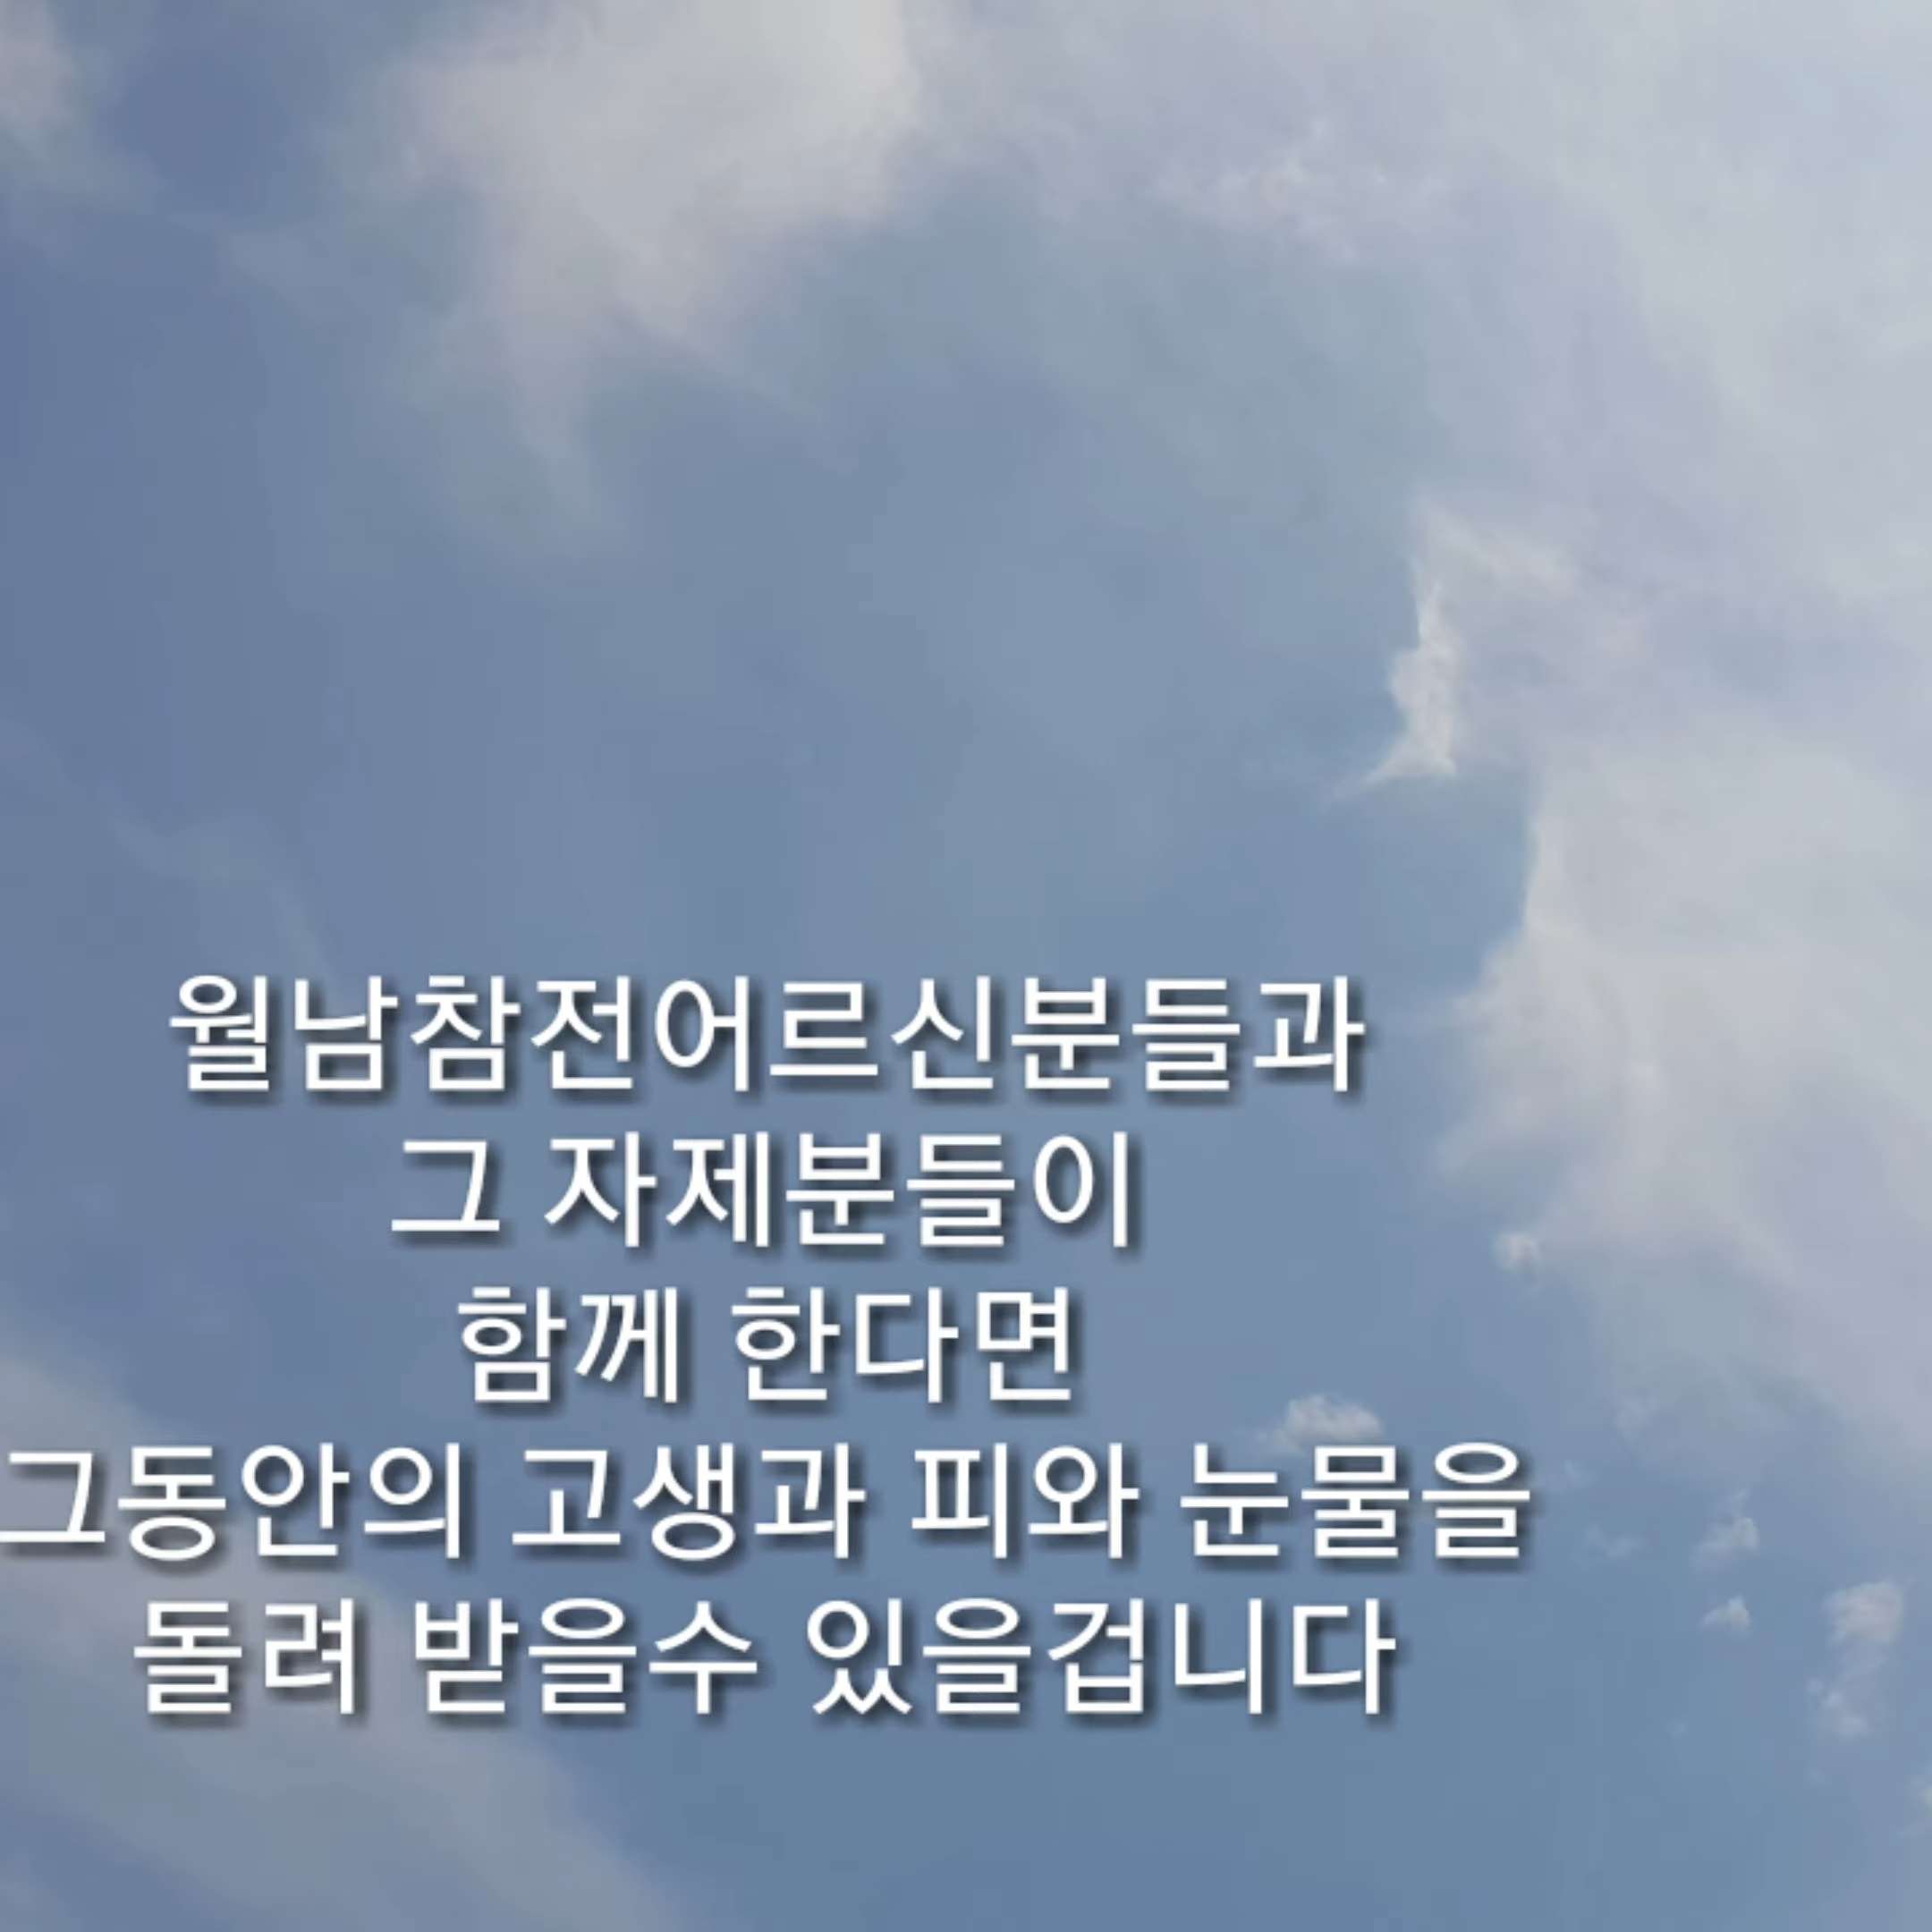 월남참전어르신분들과
그 자제분들이
함께 한다면
그동안의 고생과 피와 눈물을
돌려 받을수 있을겁니다